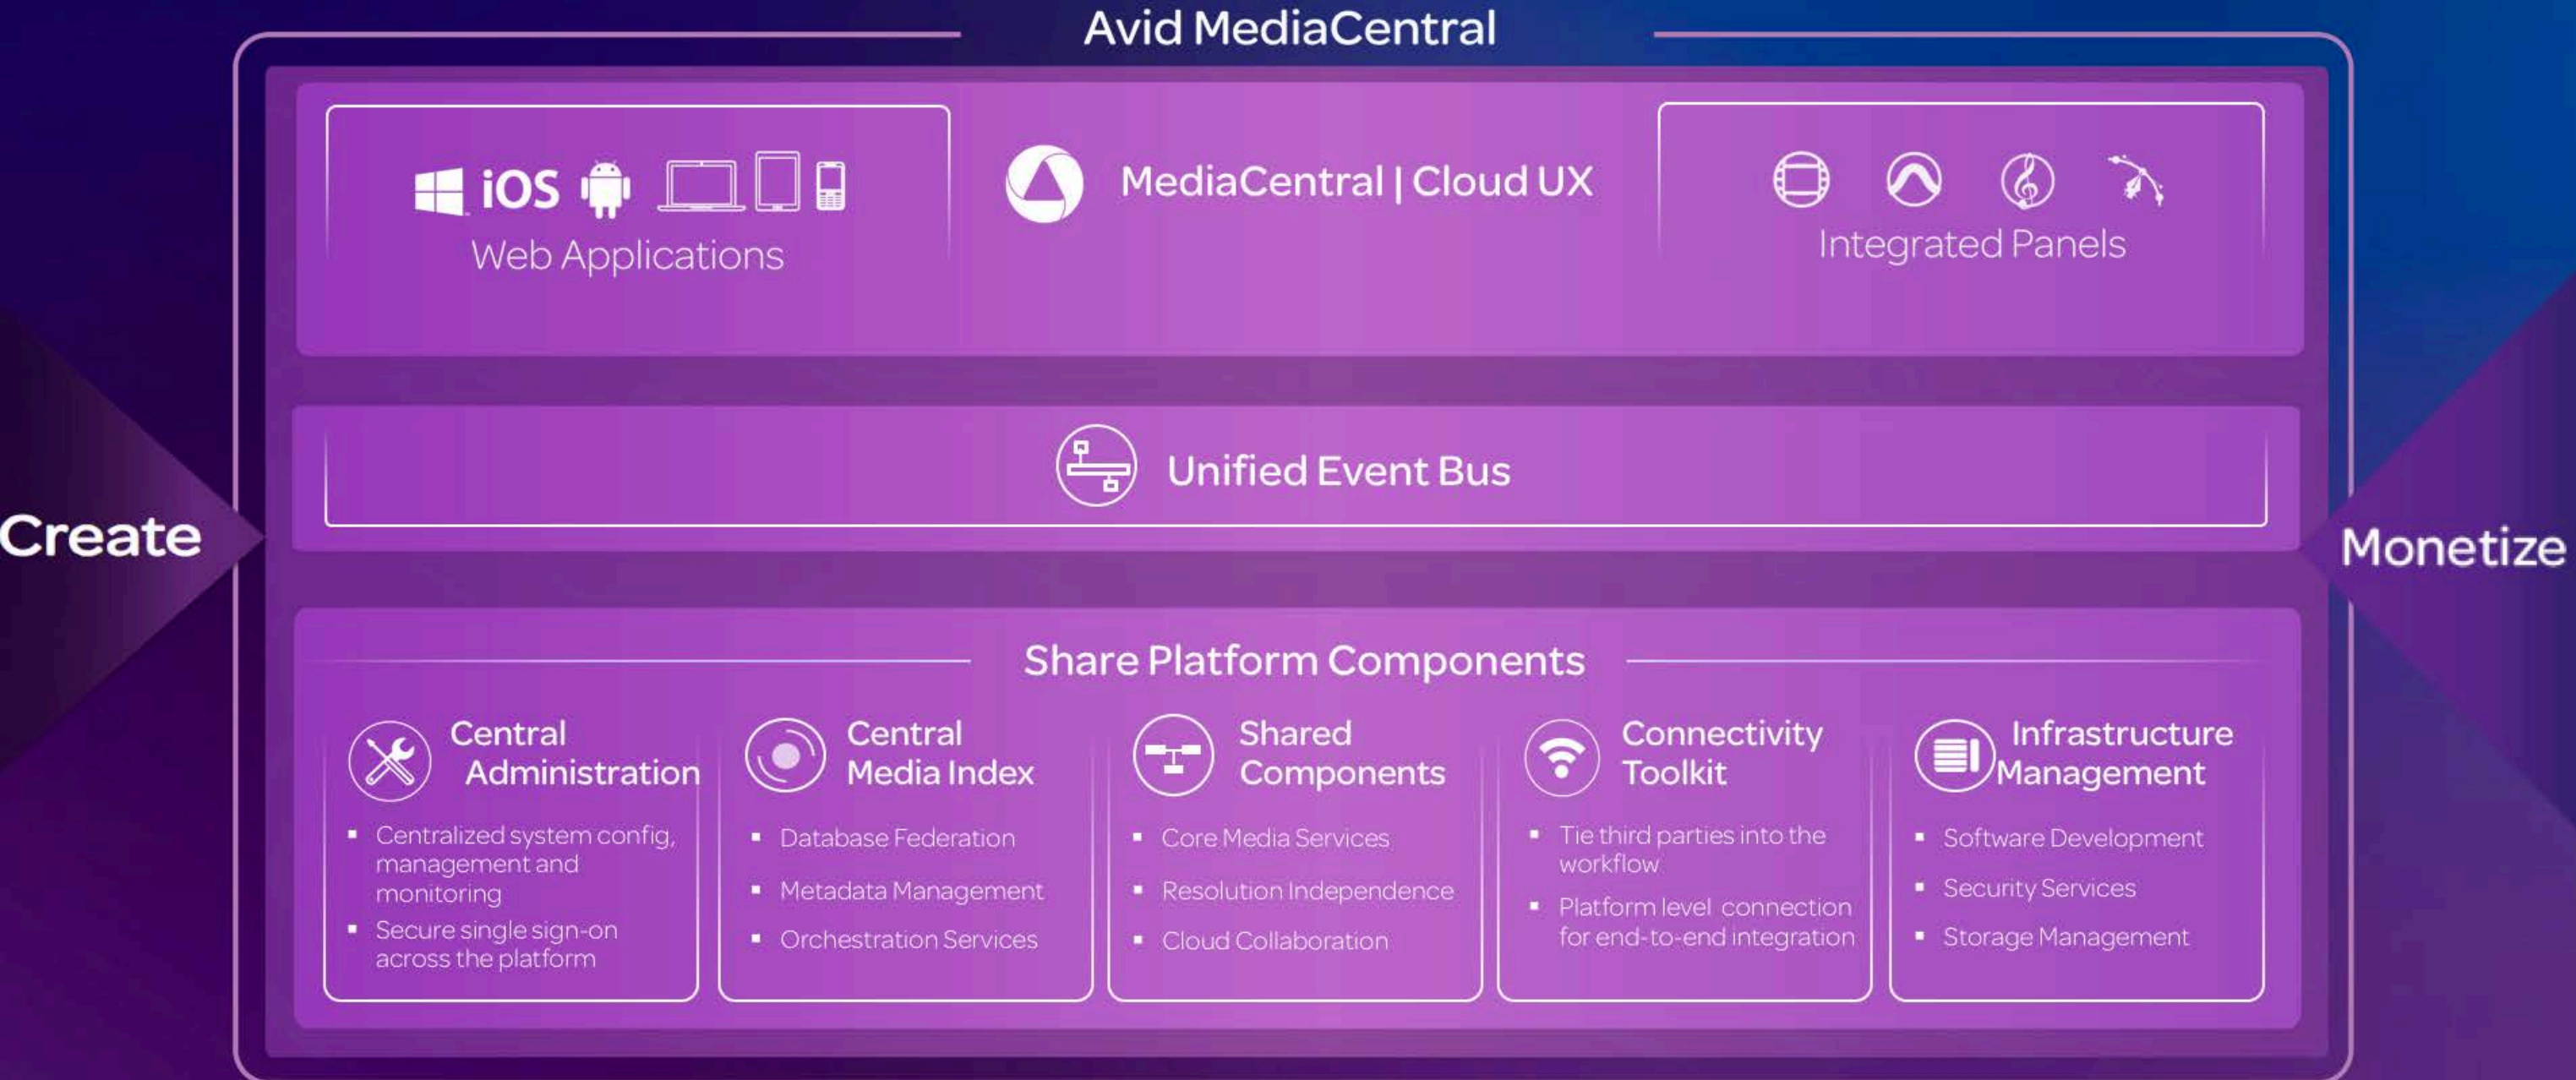 Avid MediaCentral
iOS
Web Applications
MediaCentral | Cloud UX
Integrated Panels
Unified Event Bus
Create
Monetize
Share Platform Components
Central
Administration
▪ Centralized system config,
management and
monitoring
▪ Secure single sign-on
across the platform
Central
Media Index
▪ Database Federation
▪ Metadata Management
▪ Orchestration Services
Shared
Components
▪ Core Media Services
▪ Resolution Independence
▪ Cloud Collaboration
Connectivity
Toolkit
▪ Tie third parties into the
workflow
▪ Platform level connection
for end-to-end integration
Infrastructure
Management
▪ Software Development
▪ Security Services
▪ Storage Management